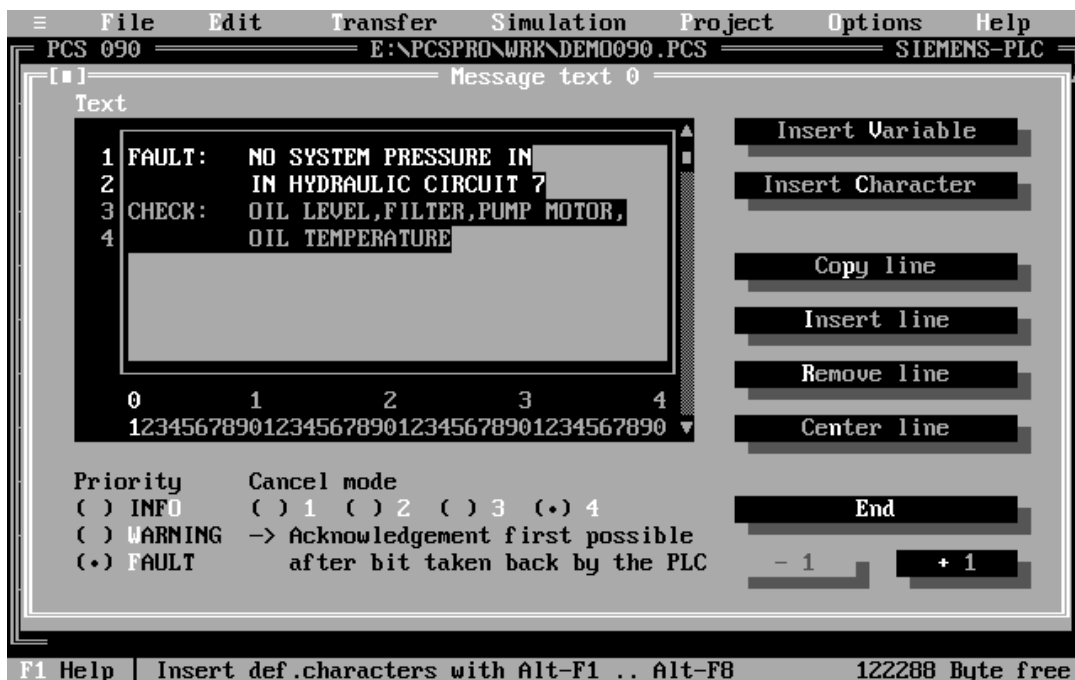 ≡ File Edit Transfer Simulation Project Options Help
PCS 090 E:\PCSPRO\WRK\DEMO090.PCS SIEMENS-PLC
[■] Message text 0
Text
1 FAULT: NO SYSTEM PRESSURE IN
2 IN HYDRAULIC CIRCUIT 7
3 CHECK: OIL LEVEL,FILTER,PUMP MOTOR,
4 OIL TEMPERATURE
0 1 2 3 4
1234567890123456789012345678901234567890
Insert Variable
Insert Character
Copy line
Insert line
Remove line
Center line
Priority Cancel mode
( ) INFO ( ) 1 ( ) 2 ( ) 3 (•) 4
( ) WARNING -> Acknowledgement first possible
(•) FAULT after bit taken back by the PLC
End
- 1 + 1
F1 Help | Insert def.characters with Alt-F1 .. Alt-F8 122288 Byte free